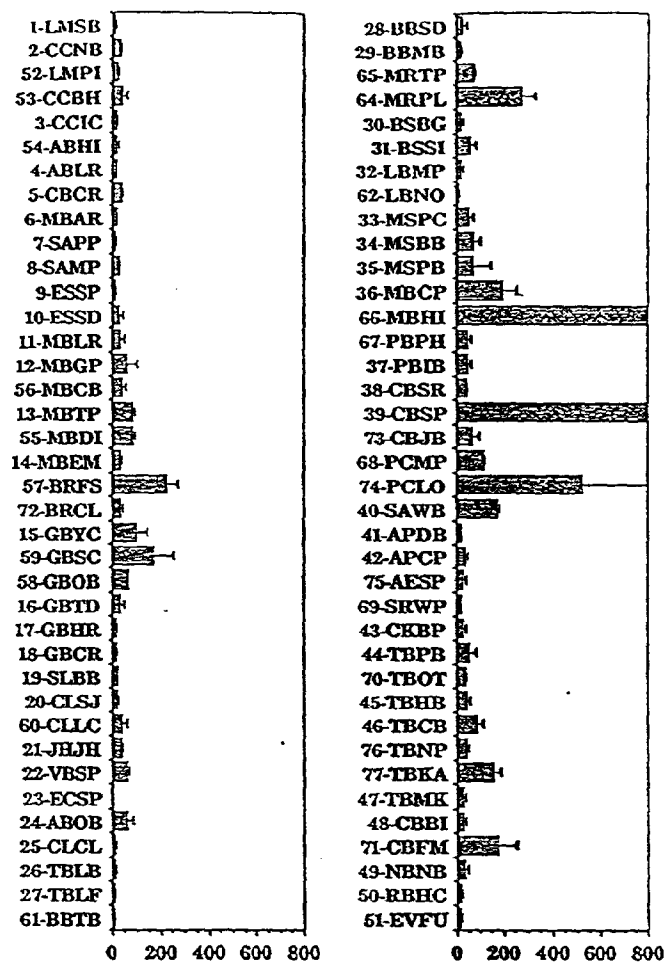 1-LMSB
2-CCNB
52-LMPI
53-CCBH
3-CCIC
54-ABHI
4-ABLR
5-CBCR
6-MBAR
7-SAPP
8-SAMP
9-ESSP
10-ESSD
11-MBLR
12-MBGP
56-MBCB
13-MBTP
55-MBDI
14-MBEM
57-BRFS
72-BRCL
15-GBYC
59-GBSC
58-GBOB
16-GBTD
17-GBHR
18-GBCR
19-SLBB
20-CLSJ
60-CLLC
21-JHJH
22-VBSP
23-ECSP
24-ABOB
25-CLCL
26-TBLB
27-TBLF
61-BBTB
0 200 400 600 800
28-BBSD
29-BBMB
65-MRTP
64-MRPL
30-BSBG
31-BSSI
32-LBMP
62-LBNO
33-MSPC
34-MSBB
35-MSPB
36-MBCP
66-MBHI
67-PBPH
37-PBIB
38-CBSR
39-CBSP
73-CBJB
68-PCMP
74-PCLO
40-SAWB
41-APDB
42-APCP
75-AESP
69-SRWP
43-CKBP
44-TBPB
70-TBOT
45-TBHB
46-TBCB
76-TBNP
77-TBKA
47-TBMK
48-CBBI
71-CBFM
49-NBNB
50-RBHC
51-EVFU
0 200 400 600 800